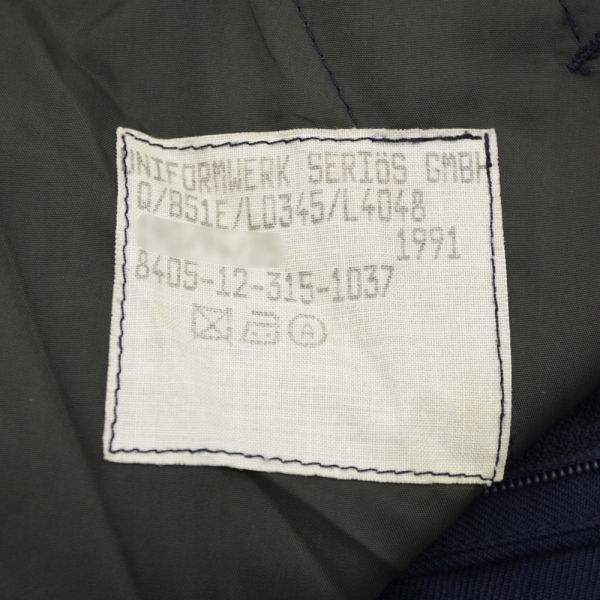 UNIFORMWERK SERIöS GMBH
Q/B51E/L0345/L4048
1991
8405-12-315-1037
A